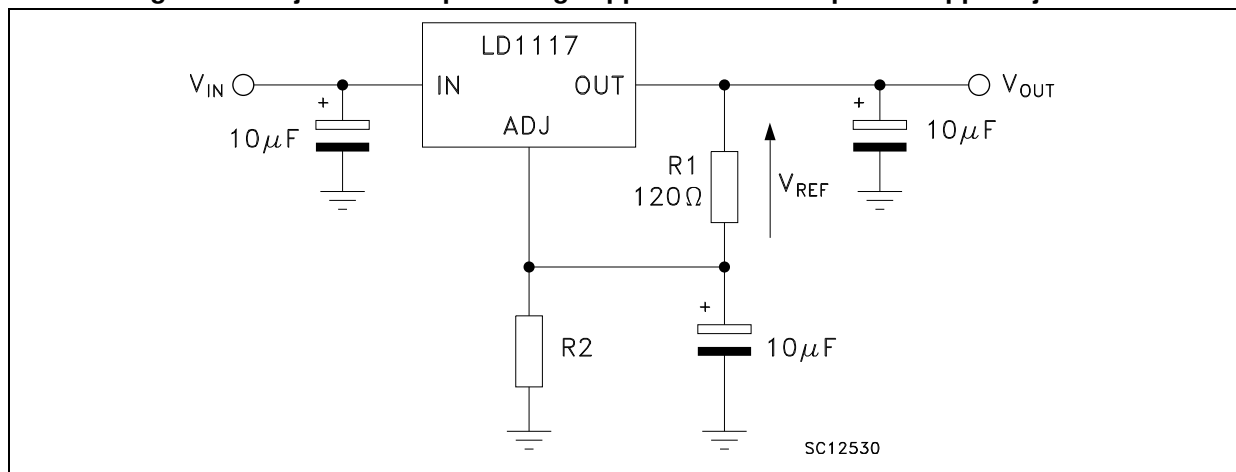 LD1117
V_IN
IN
OUT
V_OUT
+
10μF
ADJ
+
10μF
R1
120Ω
V_REF
+
R2
10μF
SC12530